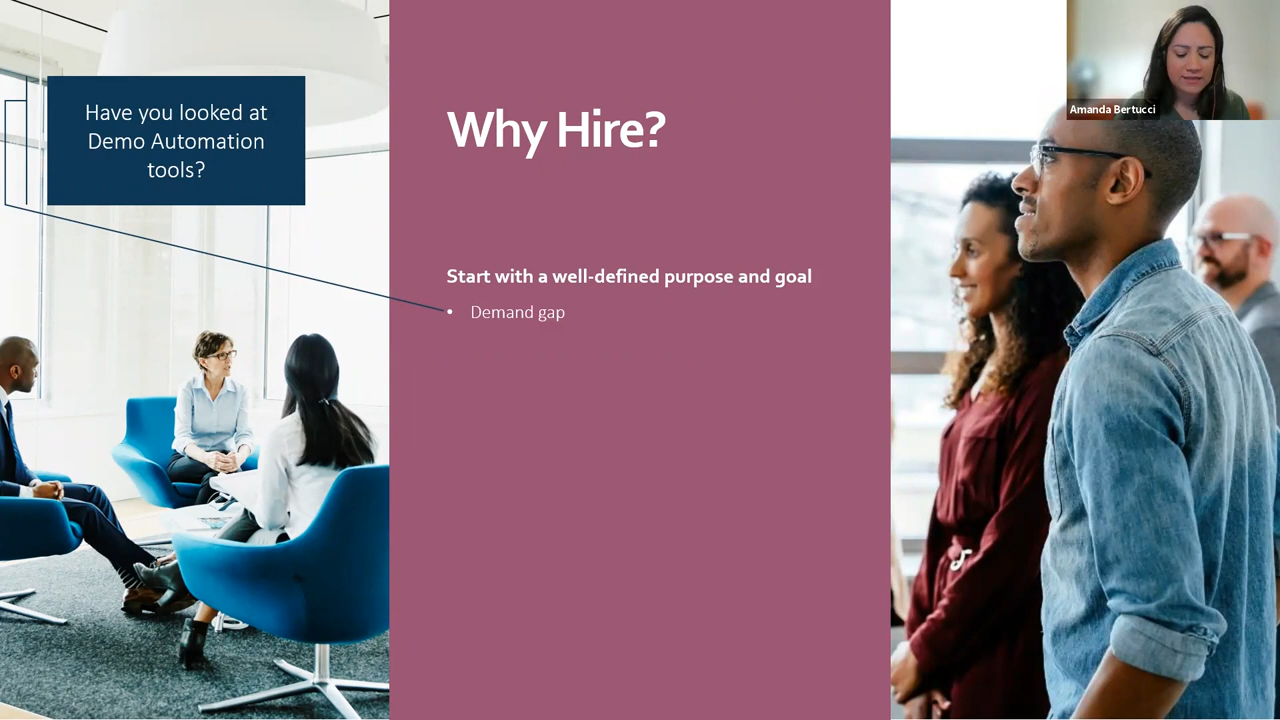 Have you looked at
Demo Automation
tools?
Why Hire?
Start with a well-defined purpose and goal
• Demand gap
Amanda Bertucci